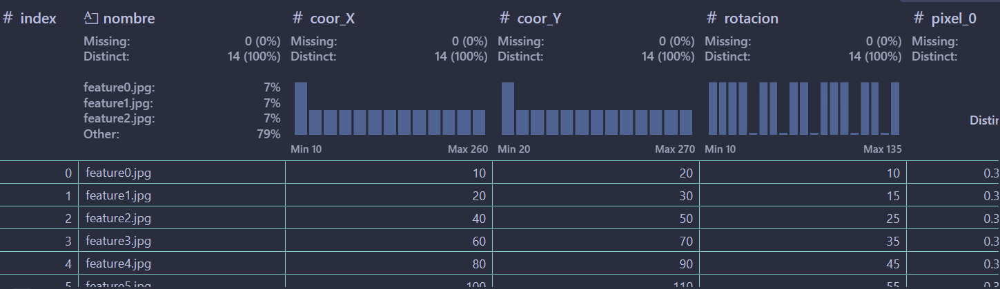 # index nombre # coor_X # coor_Y # rotacion # pixel_0
Missing: 0 (0%) Missing: 0 (0%) Missing: 0 (0%) Missing: 0 (0%) Missing:
Distinct: 14 (100%) Distinct: 14 (100%) Distinct: 14 (100%) Distinct: 14 (100%) Distinct:
feature0.jpg: 7%
feature1.jpg: 7%
feature2.jpg: 7% Distin
Other: 79%
Min 10 Max 260 Min 20 Max 270 Min 10 Max 135
0 feature0.jpg 10 20 10 0.3
1 feature1.jpg 20 30 15 0.3
2 feature2.jpg 40 50 25 0.3
3 feature3.jpg 60 70 35 0.3
4 feature4.jpg 80 90 45 0.3
5 feature5.jpg 100 110 55 0.3